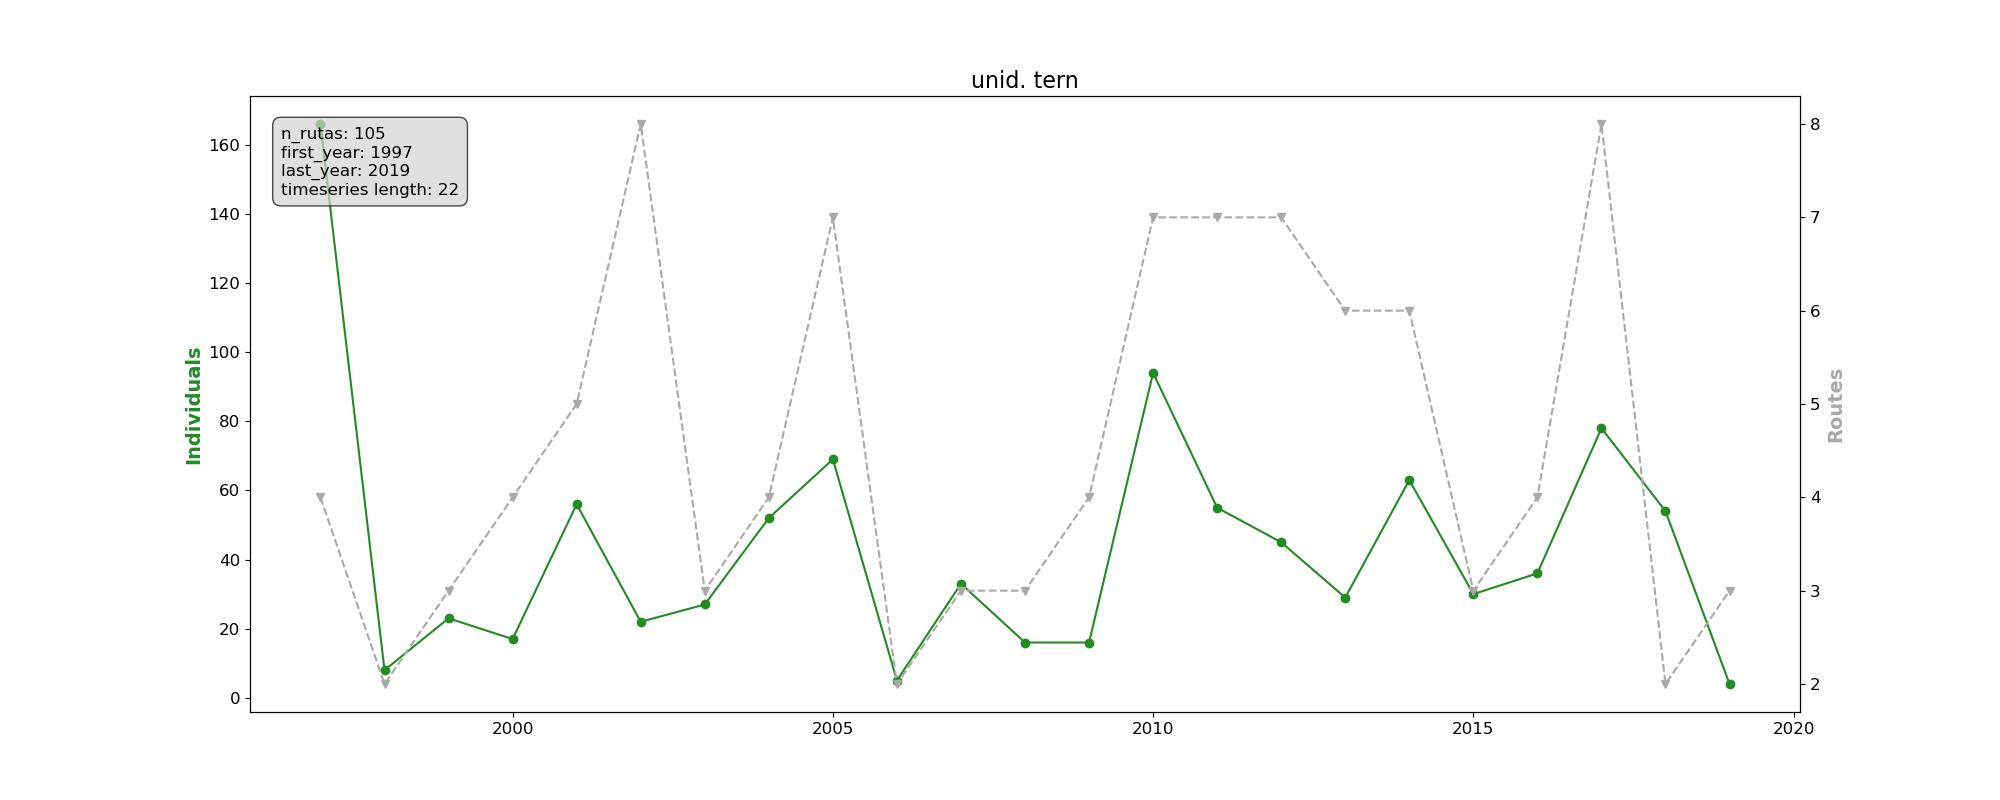 unid. tern
n_rutas: 105
first_year: 1997
last_year: 2019
timeseries length: 22
Individuals
160
140
120
100
80
60
40
20
0
8
7
6
5
4
3
2
Routes
2000 2005 2010 2015 2020